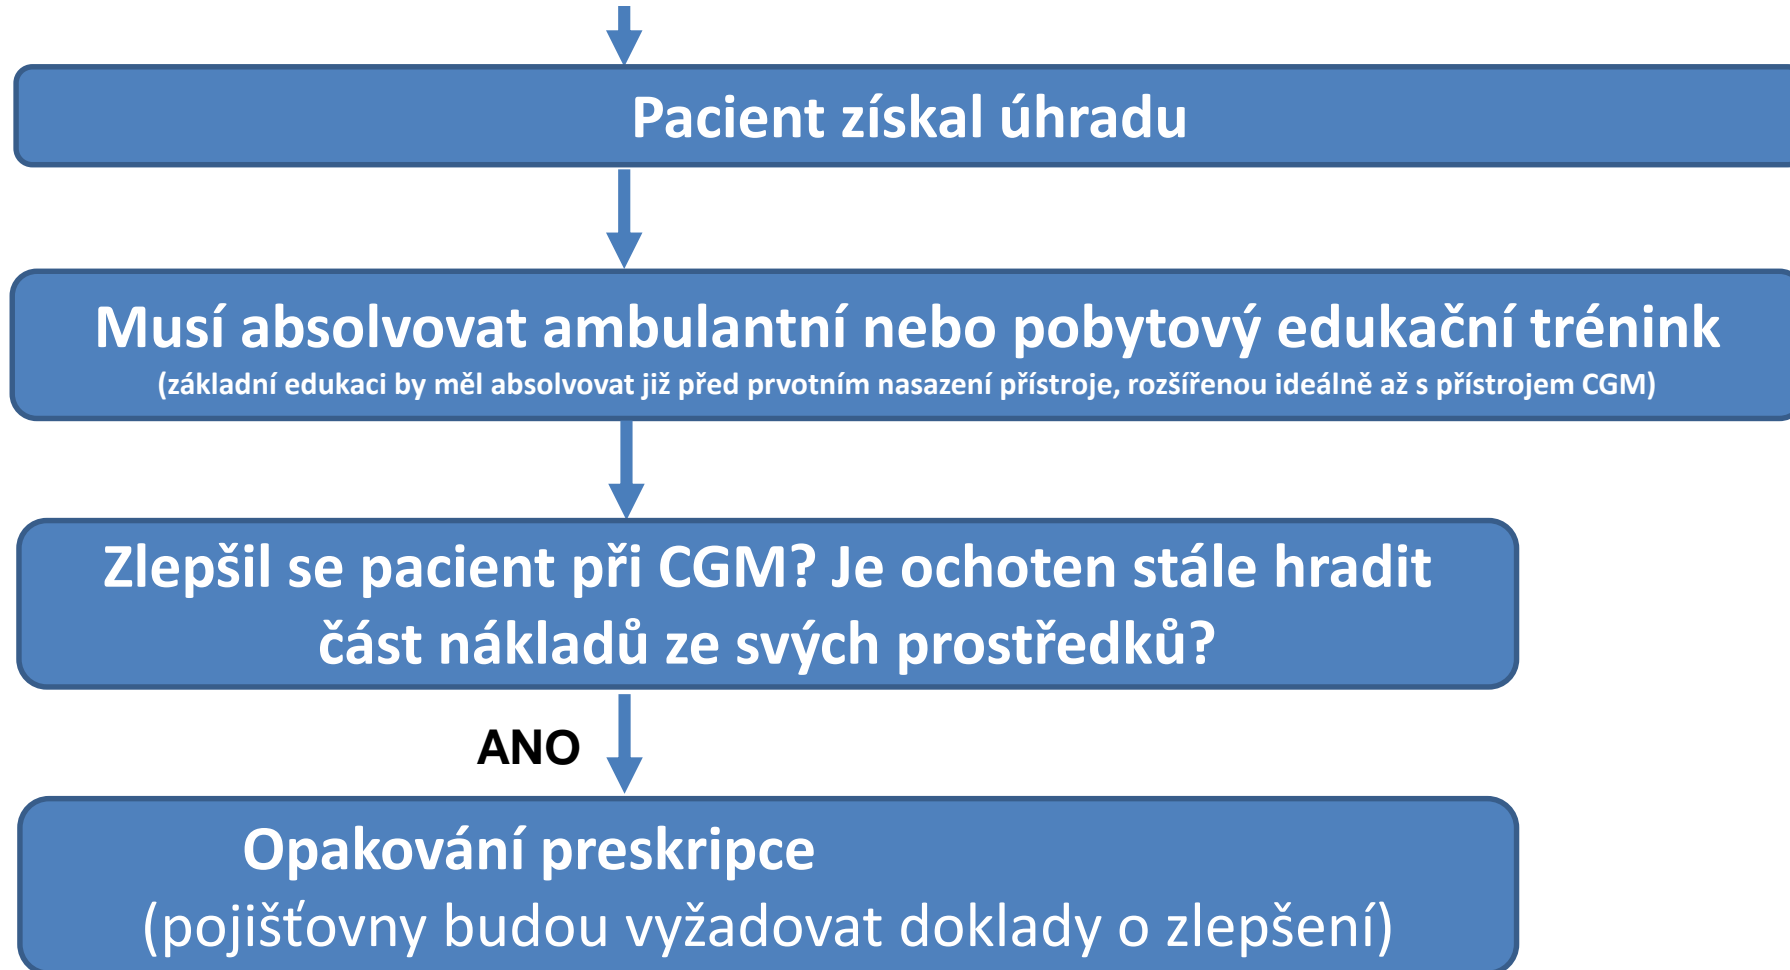 Pacient získal úhradu
Musí absolvovat ambulantní nebo pobytový edukační trénink
(základní edukaci by měl absolvovat již před prvotním nasazení přístroje, rozšířenou ideálně až s přístrojem CGM)
Zlepšil se pacient při CGM? Je ochoten stále hradit
část nákladů ze svých prostředků?
ANO
Opakování preskripce
(pojišťovny budou vyžadovat doklady o zlepšení)